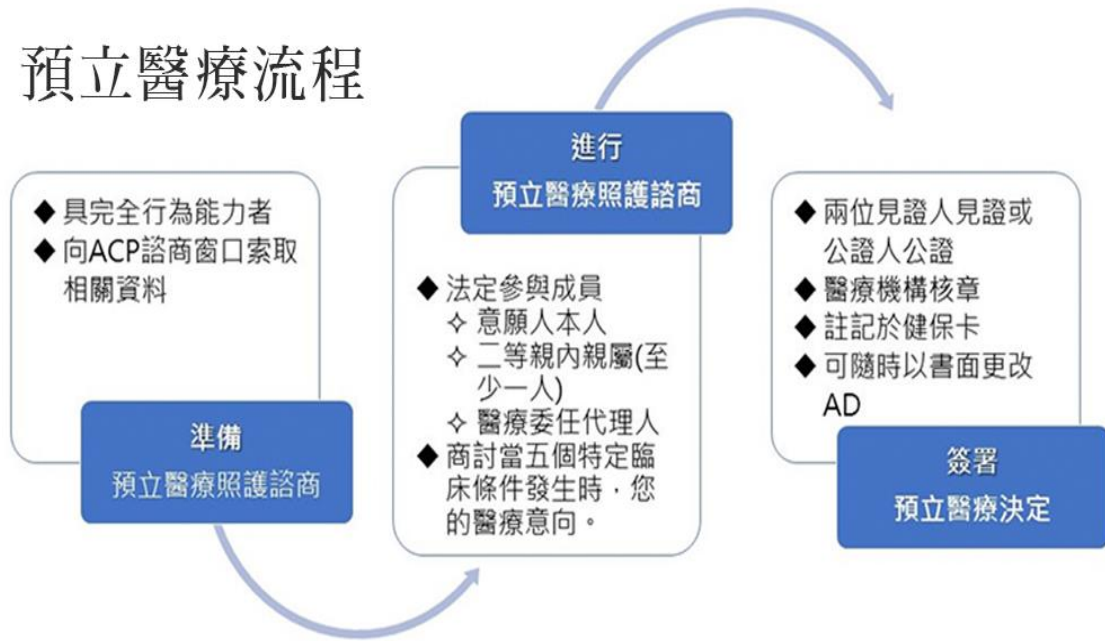 預立醫療流程
◆ 具完全行為能力者
◆ 向ACP諮商窗口索取
相關資料
準備
預立醫療照護諮商
進行
預立醫療照護諮商
◆ 法定參與成員
✧ 意願人本人
✧ 二等親內親屬(至
少一人)
✧ 醫療委任代理人
◆ 商討當五個特定臨
床條件發生時，您
的醫療意向。
◆ 兩位見證人見證或
公證人公證
◆ 醫療機構核章
◆ 註記於健保卡
◆ 可隨時以書面更改
AD
簽署
預立醫療決定